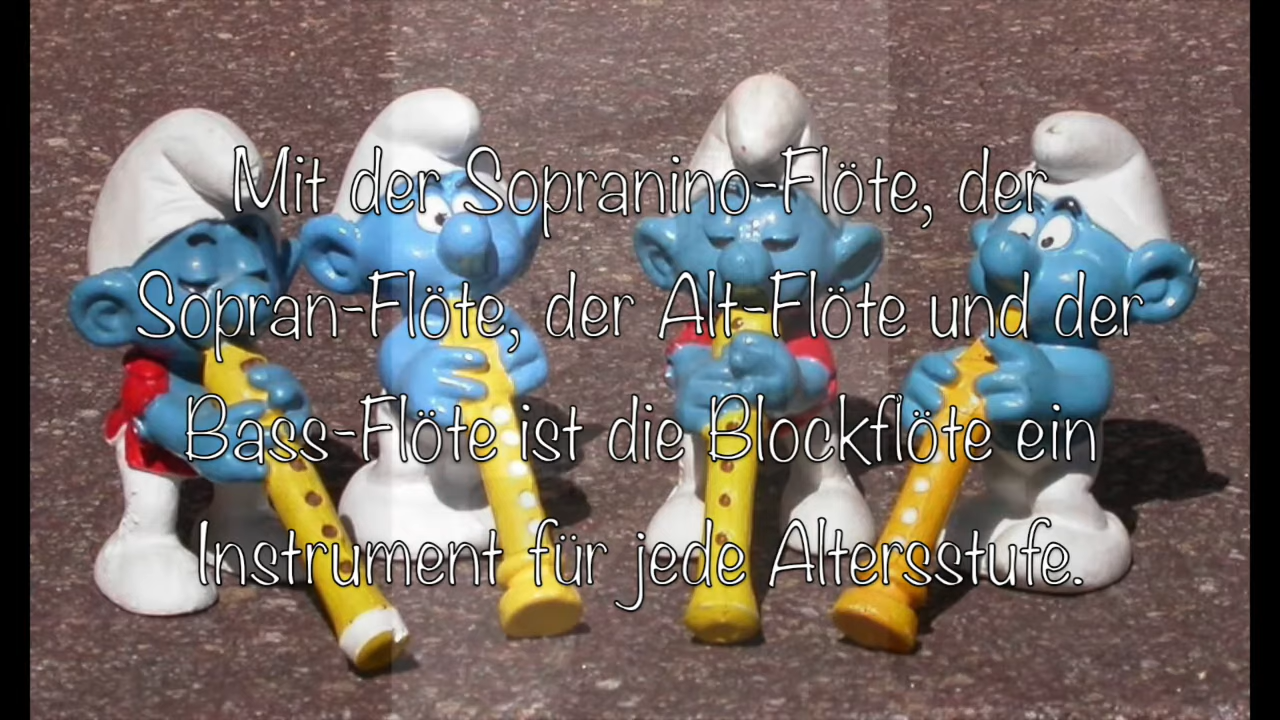 Mit der Sopranino-Flöte, der
Sopran-Flöte, der Alt-Flöte und der
Bass-Flöte ist die Blockflöte ein
Instrument für jede Altersstufe.